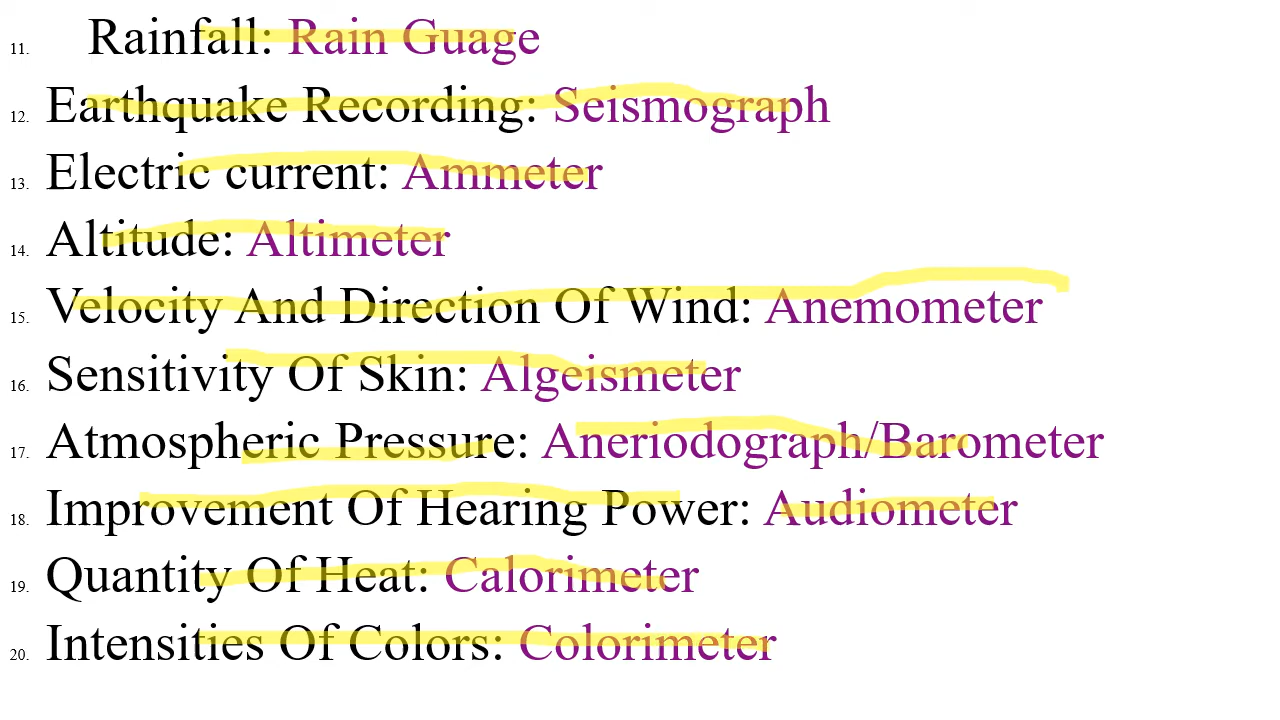 11. Rainfall: Rain Guage
12. Earthquake Recording: Seismograph
13. Electric current: Ammeter
14. Altitude: Altimeter
15. Velocity And Direction Of Wind: Anemometer
16. Sensitivity Of Skin: Algeismeter
17. Atmospheric Pressure: Aneriodograph/Barometer
18. Improvement Of Hearing Power: Audiometer
19. Quantity Of Heat: Calorimeter
20. Intensities Of Colors: Colorimeter